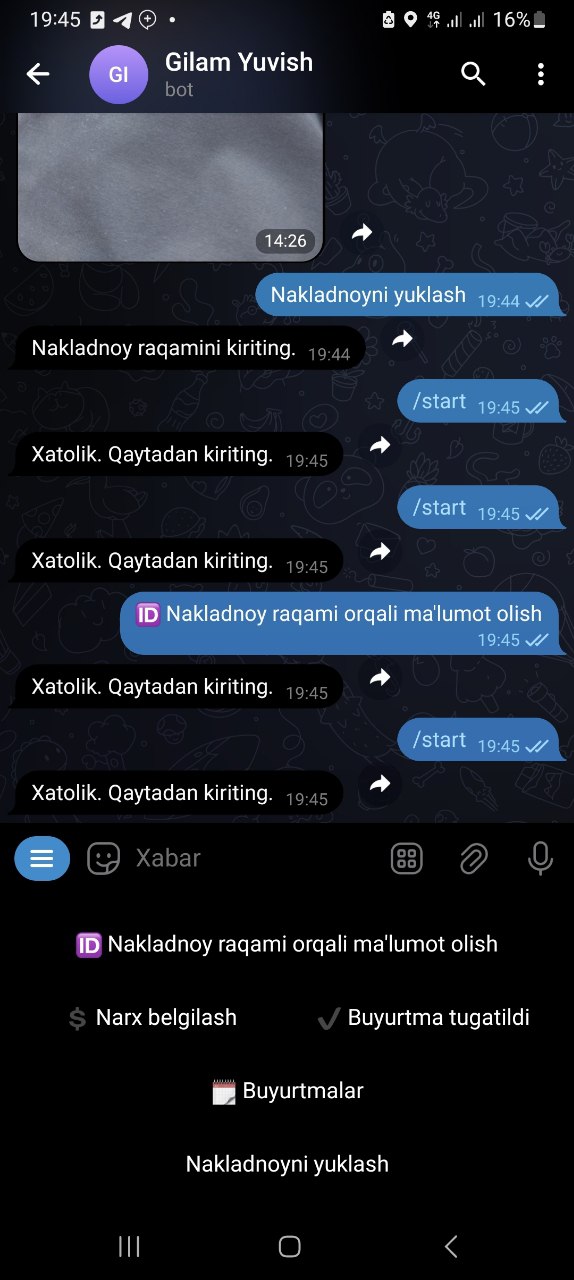 19:45
4G
16%
GI
Gilam Yuvish
bot
14:26
Nakladnoyni yuklash 19:44
Nakladnoy raqamini kiriting. 19:44
/start 19:45
Xatolik. Qaytadan kiriting. 19:45
/start 19:45
Xatolik. Qaytadan kiriting. 19:45
🆔 Nakladnoy raqami orqali ma'lumot olish
19:45
Xatolik. Qaytadan kiriting. 19:45
/start 19:45
Xatolik. Qaytadan kiriting. 19:45
Xabar
🆔 Nakladnoy raqami orqali ma'lumot olish
💲 Narx belgilash ✔️ Buyurtma tugatildi
🗓 Buyurtmalar
Nakladnoyni yuklash